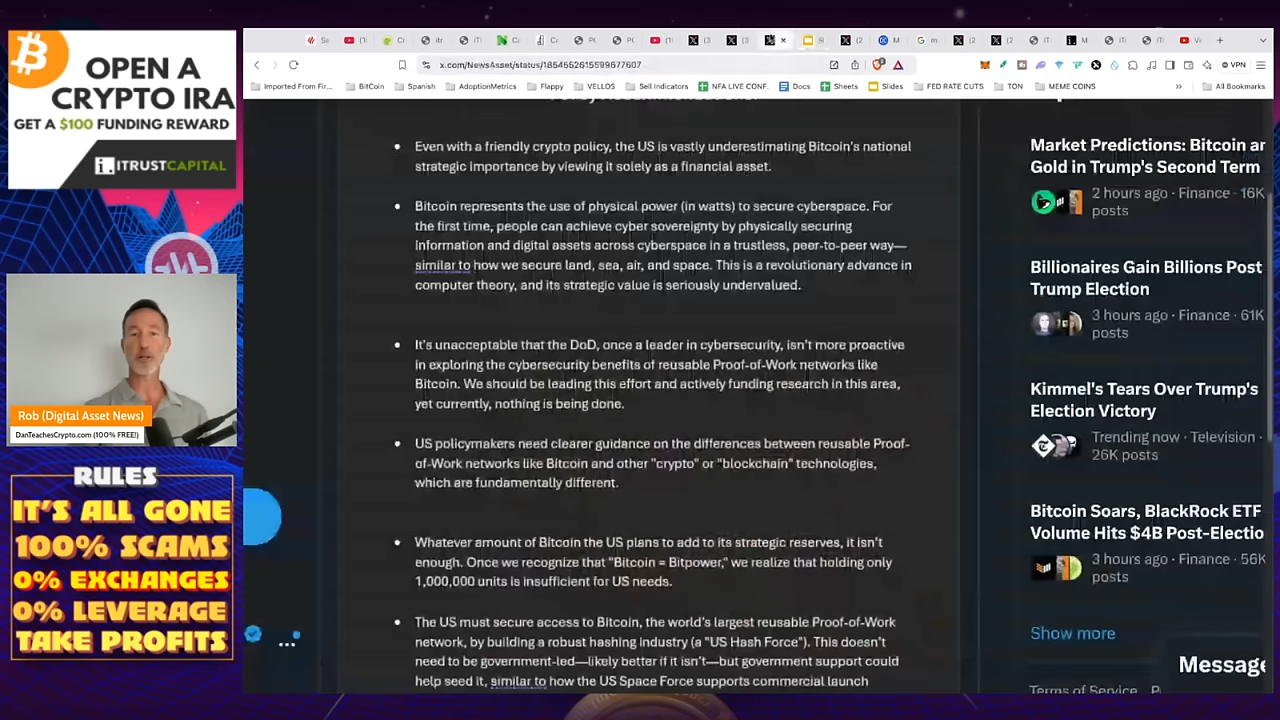 OPEN A
CRYPTO IRA
GET A $100 FUNDING REWARD
ITRUSTCAPITAL
Rob (Digital Asset News)
DanTeachesCrypto.com (100% FREE!)
RULES
IT'S ALL GONE
100% SCAMS
0% EXCHANGES
0% LEVERAGE
TAKE PROFITS
x.com/NewsAsset/status/1854552615599677607
VPN
Imported From Fir...
BitCoin
Spanish
AdoptionMetrics
Flappy
VELLOS
Sell Indicators
NFA LIVE CONF.
Docs
Sheets
Slides
FED RATE CUTS
TON
MEME COINS
All Bookmarks
Even with a friendly crypto policy, the US is vastly underestimating Bitcoin's national
strategic importance by viewing it solely as a financial asset.
Bitcoin represents the use of physical power (in watts) to secure cyberspace. For
the first time, people can achieve cyber sovereignty by physically securing
information and digital assets across cyberspace in a trustless, peer-to-peer way—
similar to how we secure land, sea, air, and space. This is a revolutionary advance in
computer theory, and its strategic value is seriously undervalued.
It's unacceptable that the DoD, once a leader in cybersecurity, isn't more proactive
in exploring the cybersecurity benefits of reusable Proof-of-Work networks like
Bitcoin. We should be leading this effort and actively funding research in this area,
yet currently, nothing is being done.
US policymakers need clearer guidance on the differences between reusable Proof-
of-Work networks like Bitcoin and other "crypto" or "blockchain" technologies,
which are fundamentally different.
Whatever amount of Bitcoin the US plans to add to its strategic reserves, it isn't
enough. Once we recognize that "Bitcoin = Bitpower," we realize that holding only
1,000,000 units is insufficient for US needs.
The US must secure access to Bitcoin, the world's largest reusable Proof-of-Work
network, by building a robust hashing industry (a "US Hash Force"). This doesn't
need to be government-led—likely better if it isn't—but government support could
help seed it, similar to how the US Space Force supports commercial launch
Market Predictions: Bitcoin ar
Gold in Trump's Second Term
2 hours ago · Finance · 16K
posts
Billionaires Gain Billions Post
Trump Election
3 hours ago · Finance · 61K
posts
Kimmel's Tears Over Trump's
Election Victory
Trending now · Television ·
26K posts
Bitcoin Soars, BlackRock ETF
Volume Hits $4B Post-Electio
3 hours ago · Finance · 56K
posts
Show more
Message
Terms of Service